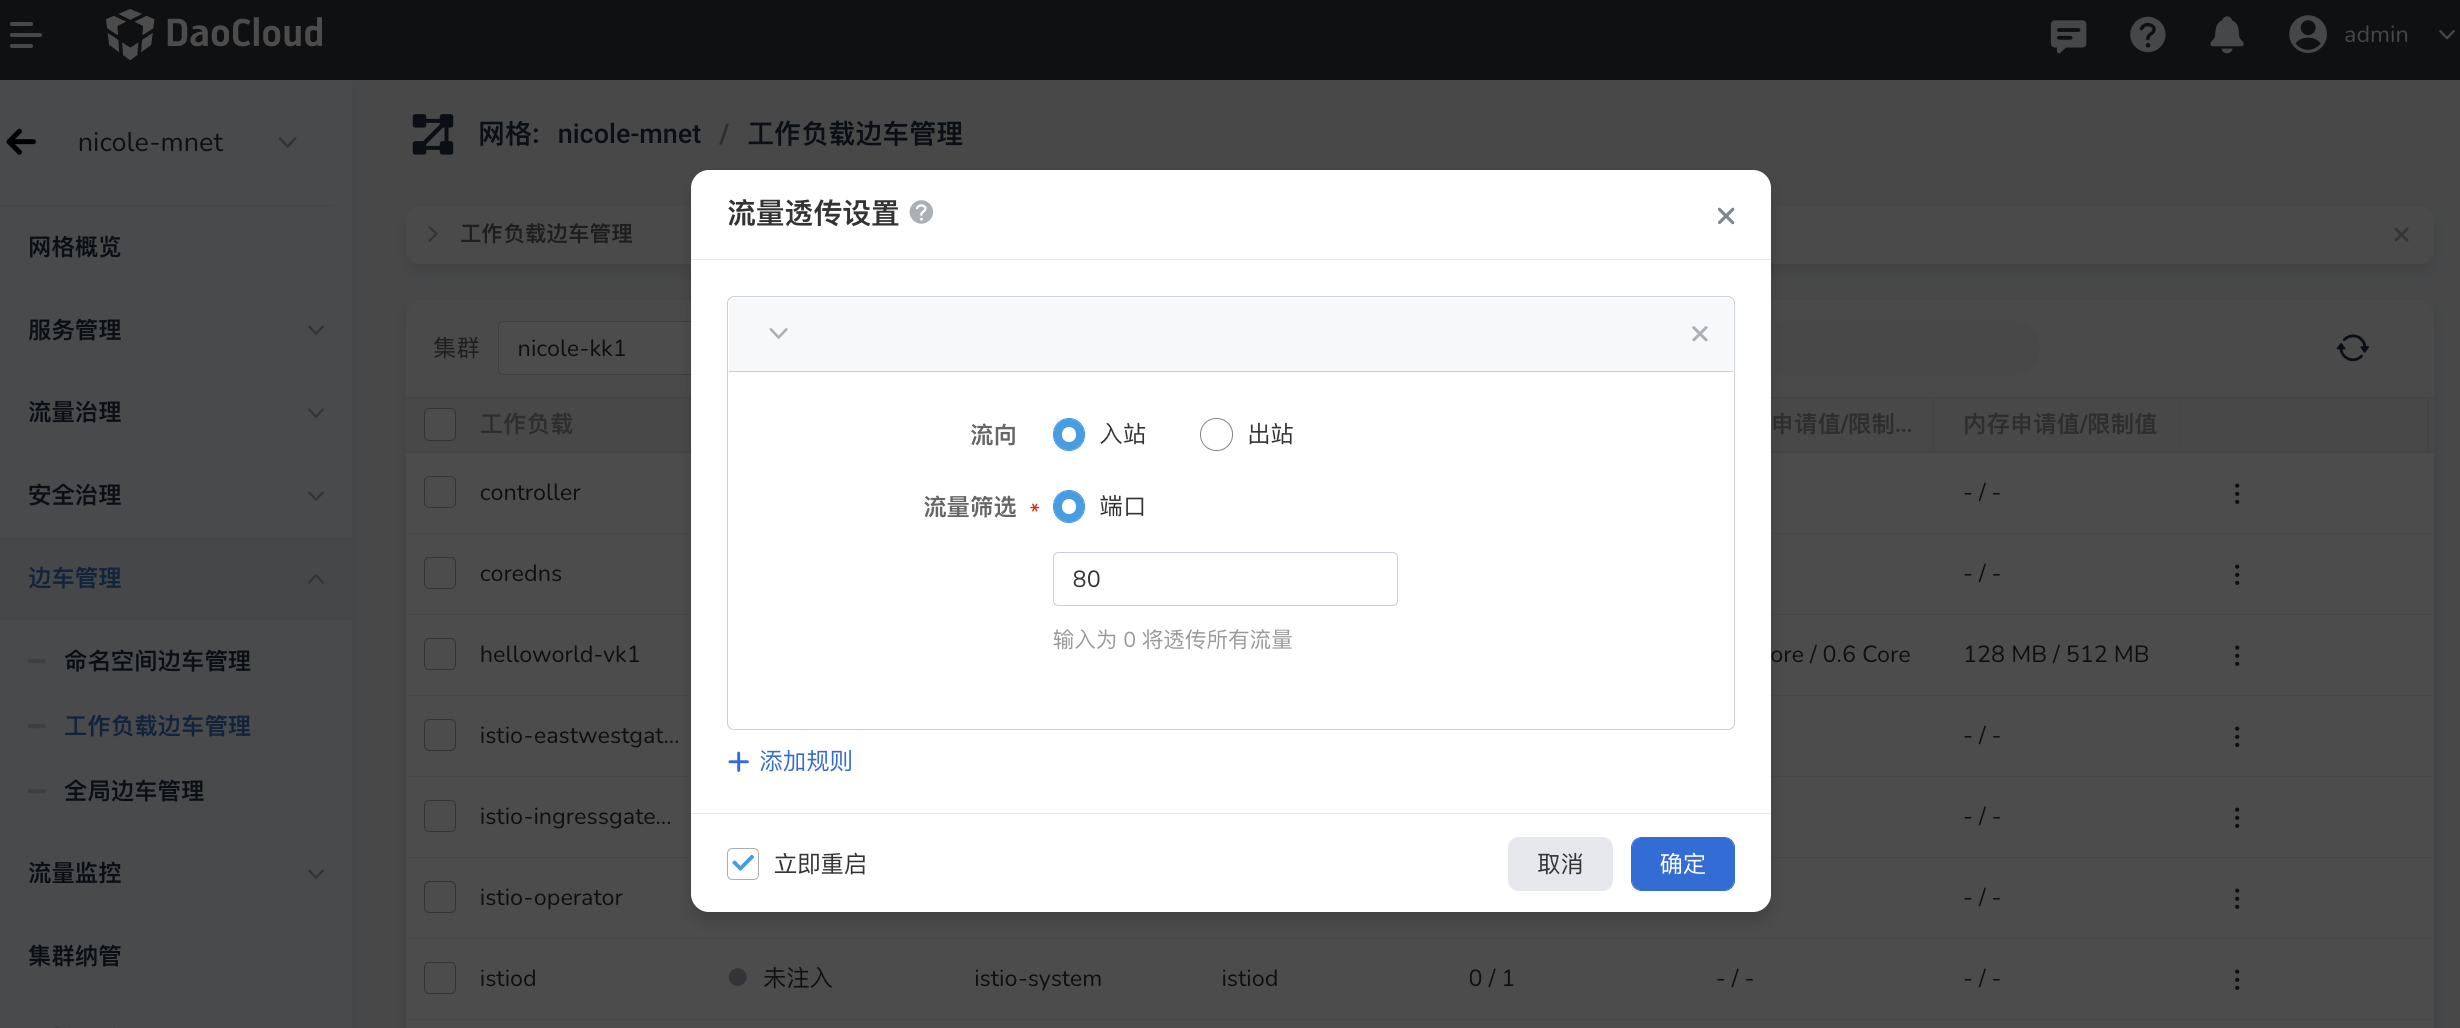 DaoCloud
admin
nicole-mnet
网格: nicole-mnet / 工作负载边车管理
流量透传设置
工作负载边车管理
网格概览
服务管理
流量治理
安全治理
边车管理
命名空间边车管理
工作负载边车管理
全局边车管理
流量监控
集群纳管
集群 nicole-kk1
工作负载 申请值/限制... 内存申请值/限制值
controller - / -
coredns - / -
helloworld-vk1 ore / 0.6 Core 128 MB / 512 MB
istio-eastwestgat... - / -
istio-ingressgate... - / -
istio-operator - / -
istiod 未注入 istio-system istiod 0 / 1 - / - - / -
流向 入站 出站
流量筛选 * 端口
80
输入为 0 将透传所有流量
+ 添加规则
立即重启 取消 确定